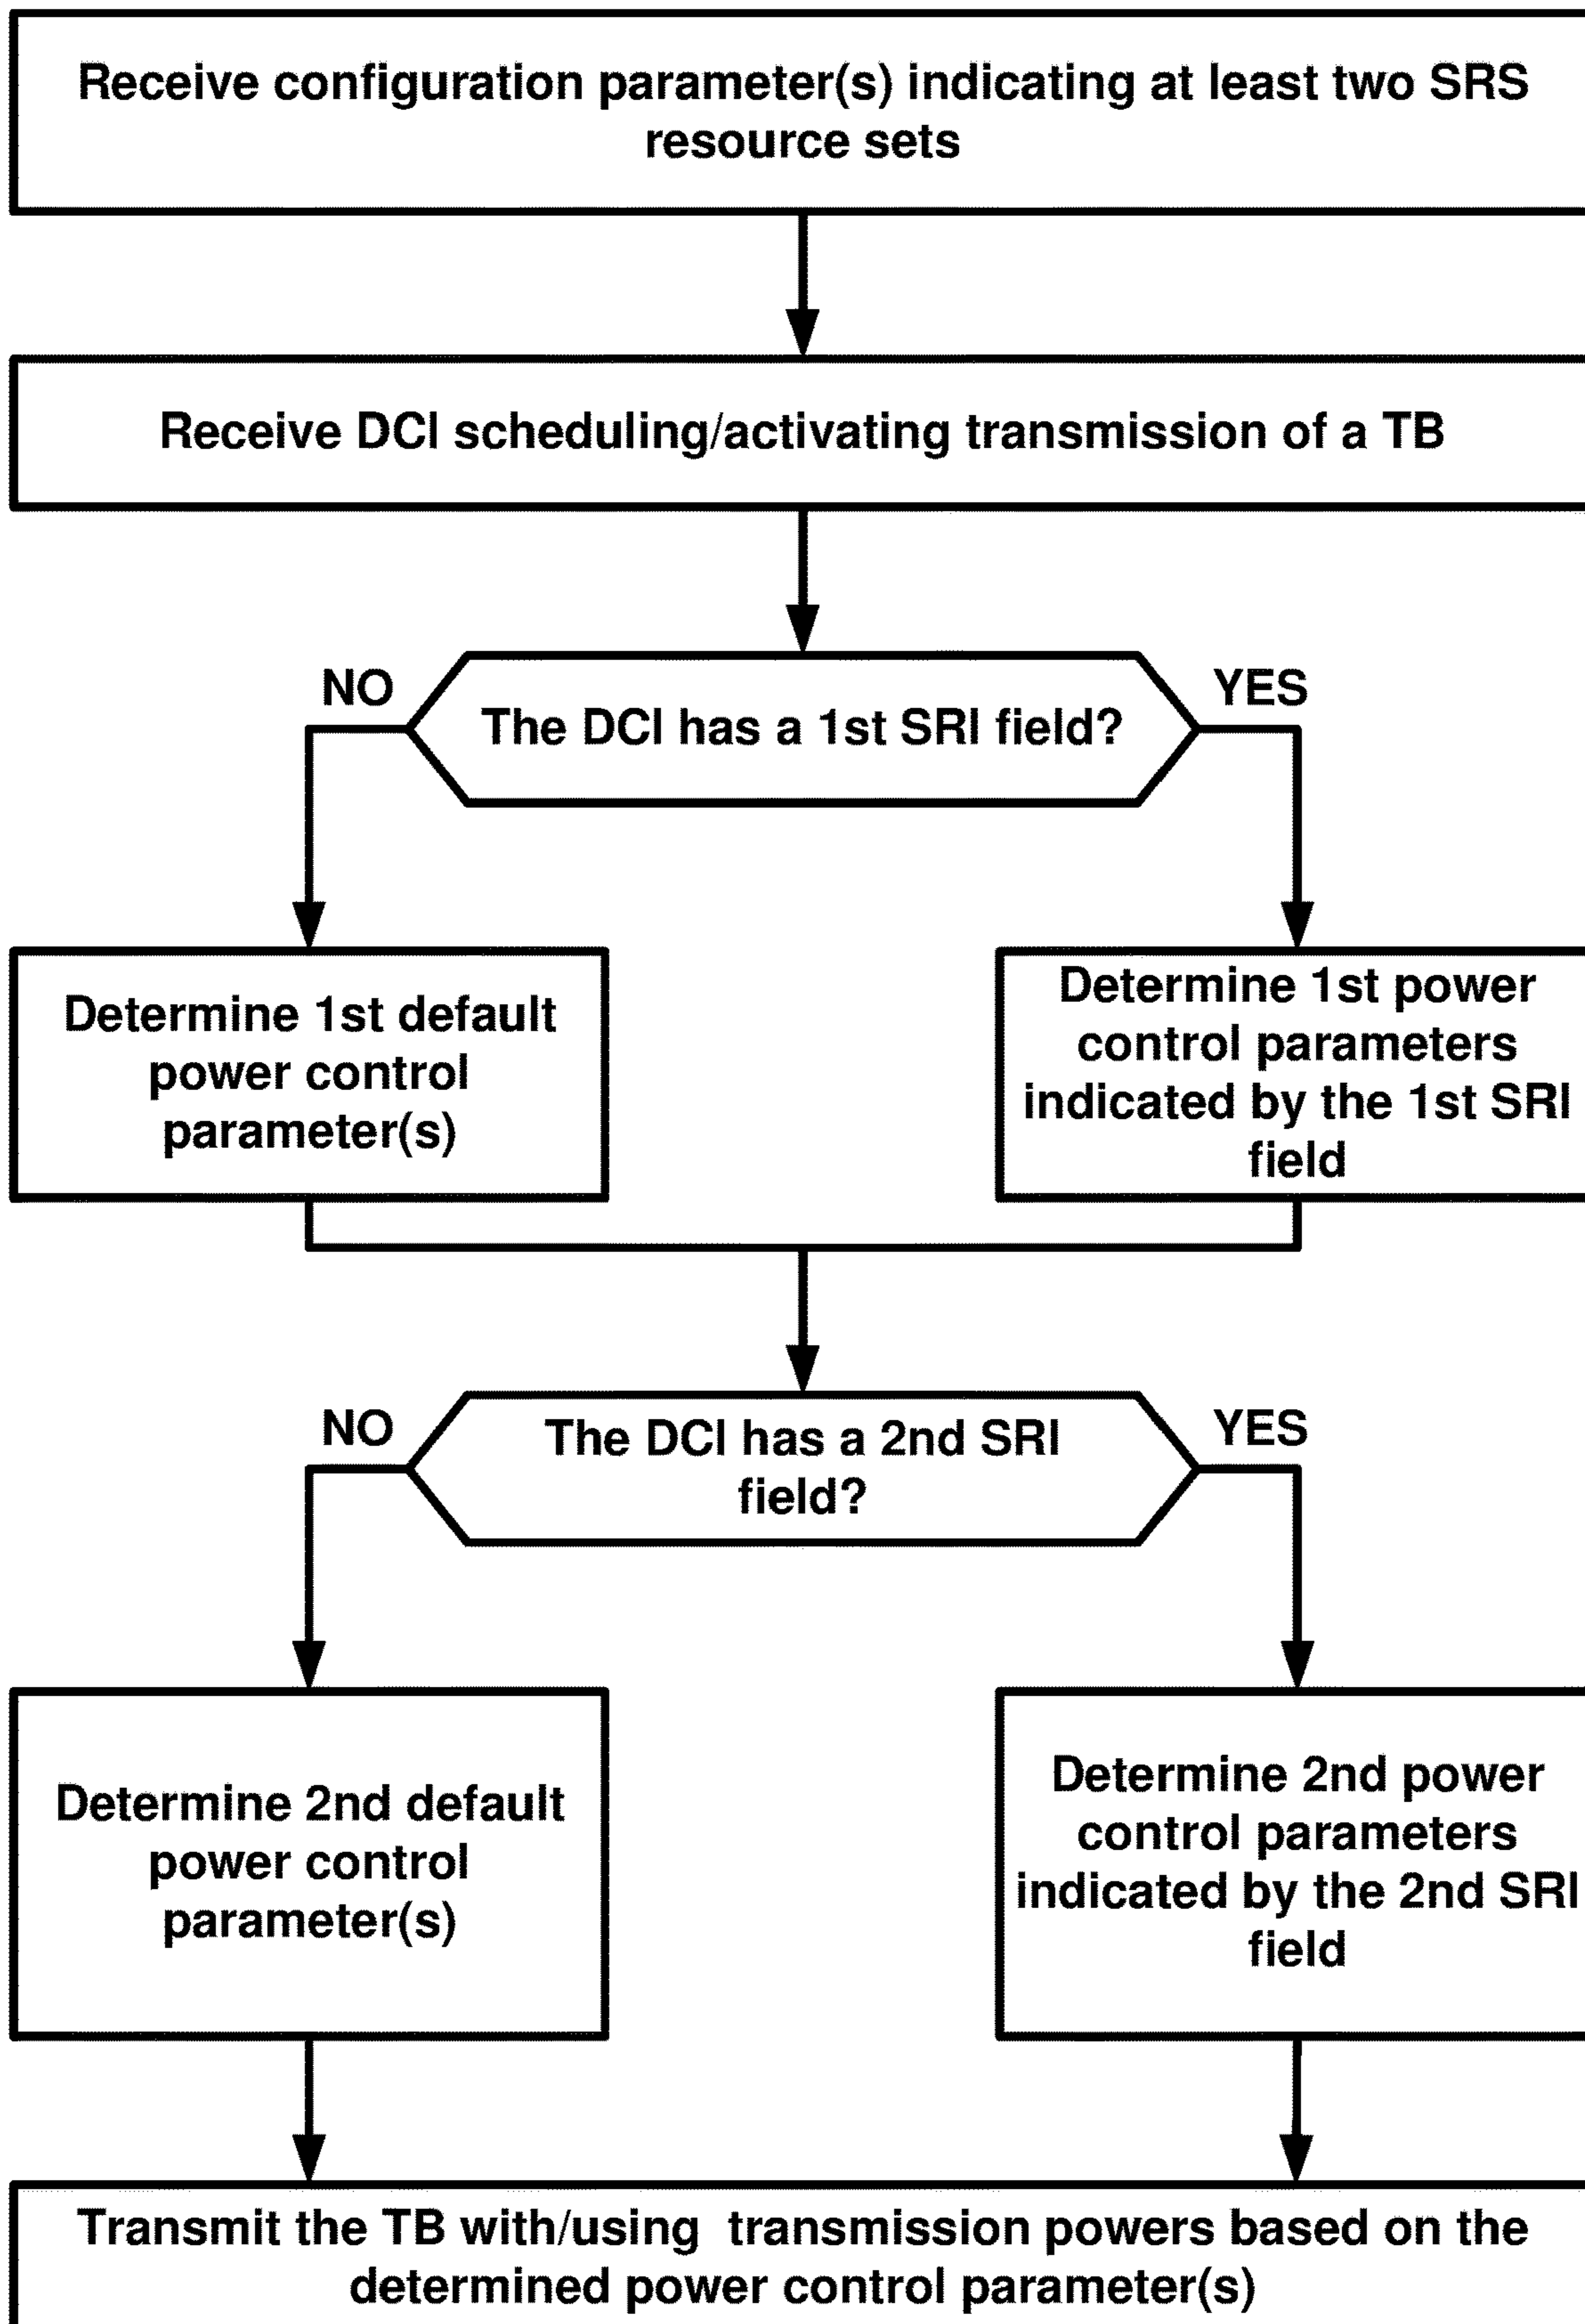 Receive configuration parameter(s) indicating at least two SRS
resource sets
Receive DCI scheduling/activating transmission of a TB
NO
YES
The DCI has a 1st SRI field?
Determine 1st default
power control
parameter(s)
Determine 1st power
control parameters
indicated by the 1st SRI
field
NO
YES
The DCI has a 2nd SRI
field?
Determine 2nd default
power control
parameter(s)
Determine 2nd power
control parameters
indicated by the 2nd SRI
field
Transmit the TB with/using transmission powers based on the
determined power control parameter(s)